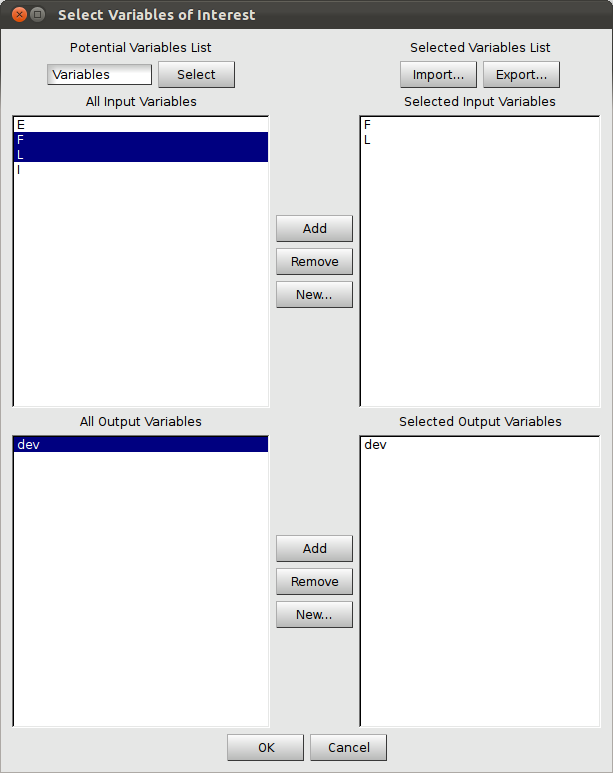 Select Variables of Interest
Potential Variables List
Selected Variables List
Variables
Select
Import...
Export...
All Input Variables
Selected Input Variables
E
F
L
I
F
L
Add
Remove
New...
All Output Variables
Selected Output Variables
dev
dev
Add
Remove
New...
OK
Cancel